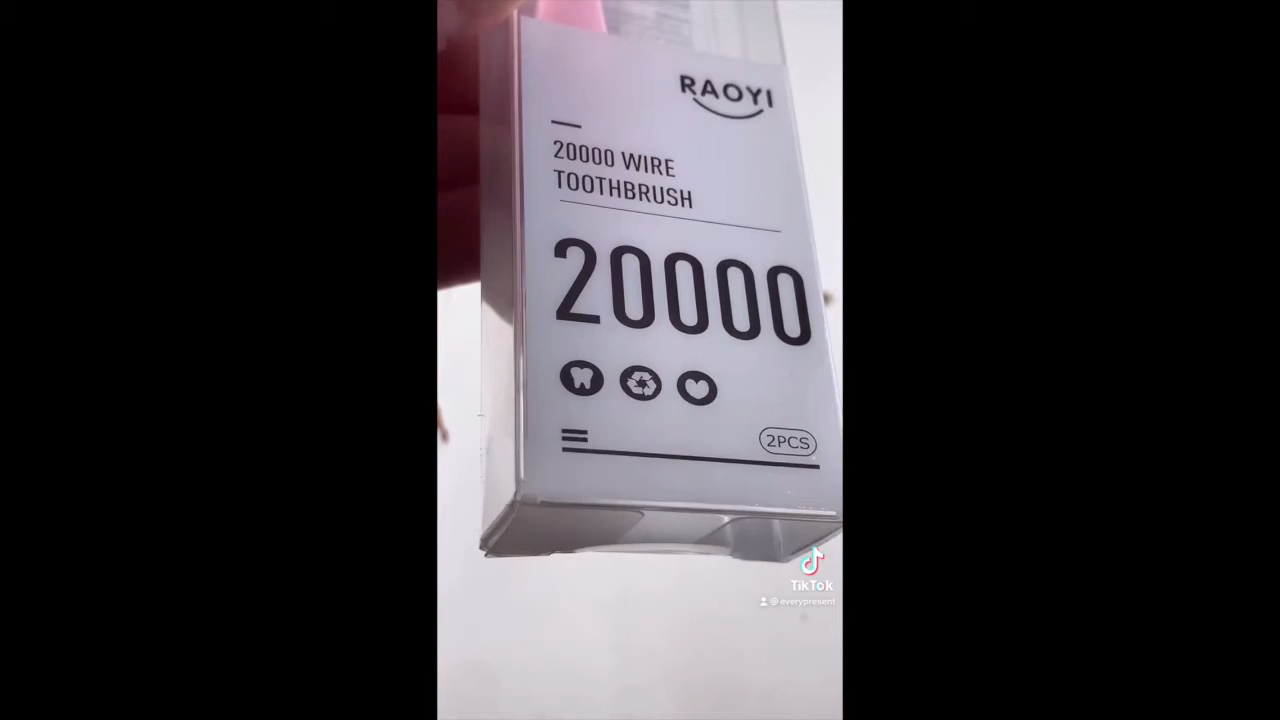 RAOYI
20000 WIRE
TOOTHBRUSH
20000
2PCS
TikTok
@everypresent